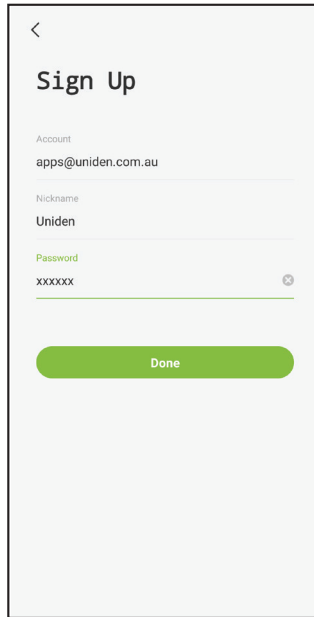 Sign Up
Account
apps@uniden.com.au
Nickname
Uniden
Password
xxxxxx
Done